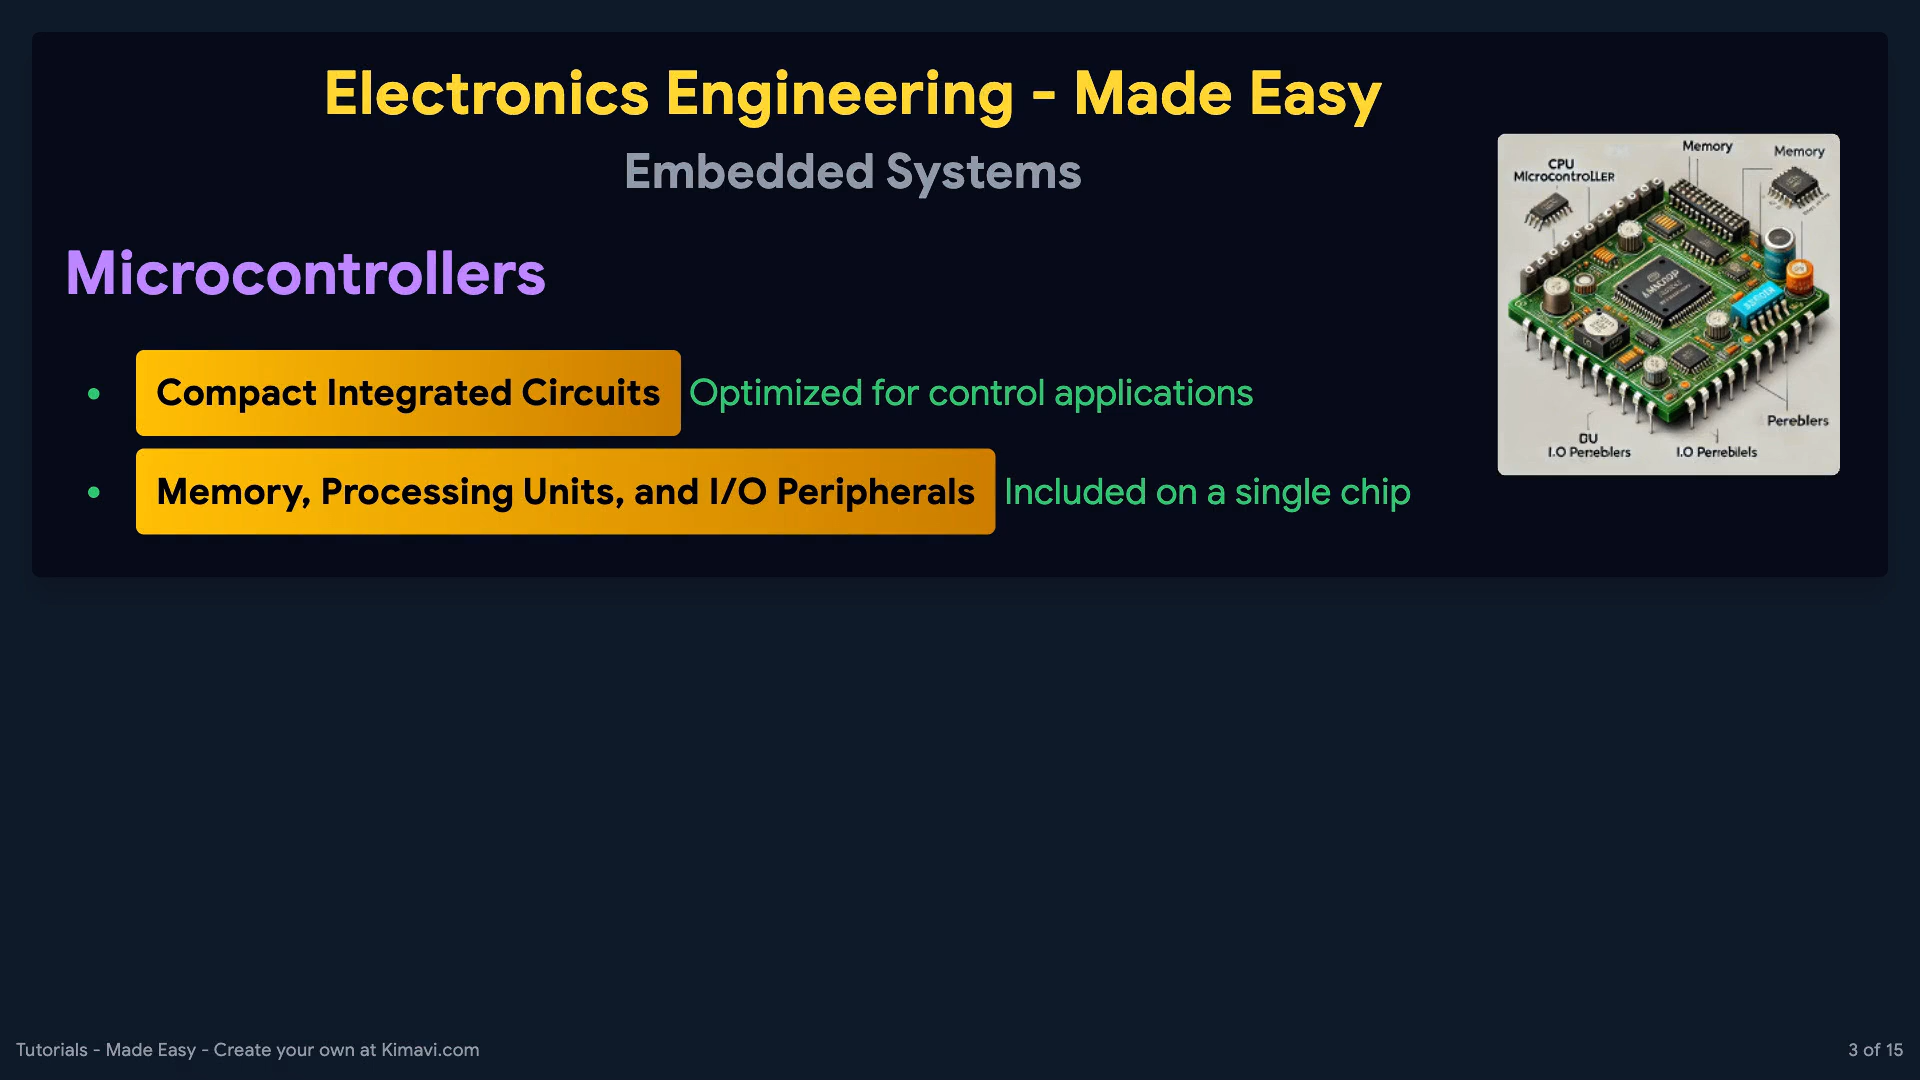 Electronics Engineering - Made Easy
Embedded Systems
Microcontrollers
• Compact Integrated Circuits Optimized for control applications
• Memory, Processing Units, and I/O Peripherals Included on a single chip
Memory
Memory
CPU
MIcrocontroLLER
Pereblers
I.O Perreblers
I.O Perrebilels
Tutorials - Made Easy - Create your own at Kimavi.com
3 of 15